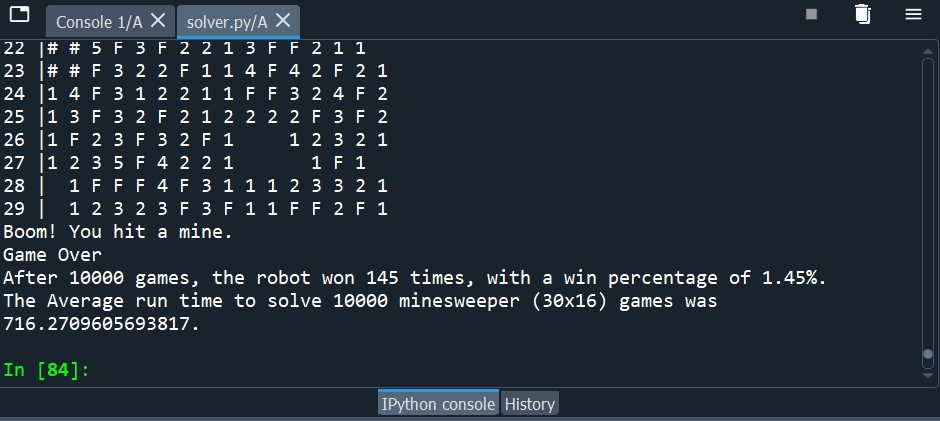 Console 1/A
solver.py/A
22 |# # 5 F 3 F 2 2 1 3 F F 2 1 1
23 |# # F 3 2 2 F 1 1 4 F 4 2 F 2 1
24 |1 4 F 3 1 2 2 1 1 F F 3 2 4 F 2
25 |1 3 F 3 2 F 2 1 2 2 2 2 F 3 F 2
26 |1 F 2 3 F 3 2 F 1     1 2 3 2 1
27 |1 2 3 5 F 4 2 2 1       1 F 1
28 |  1 F F F 4 F 3 1 1 1 2 3 3 2 1
29 |  1 2 3 2 3 F 3 F 1 1 F F 2 F 1
Boom! You hit a mine.
Game Over
After 10000 games, the robot won 145 times, with a win percentage of 1.45%.
The Average run time to solve 10000 minesweeper (30x16) games was
716.2709605693817.
In [84]:
IPython console
History